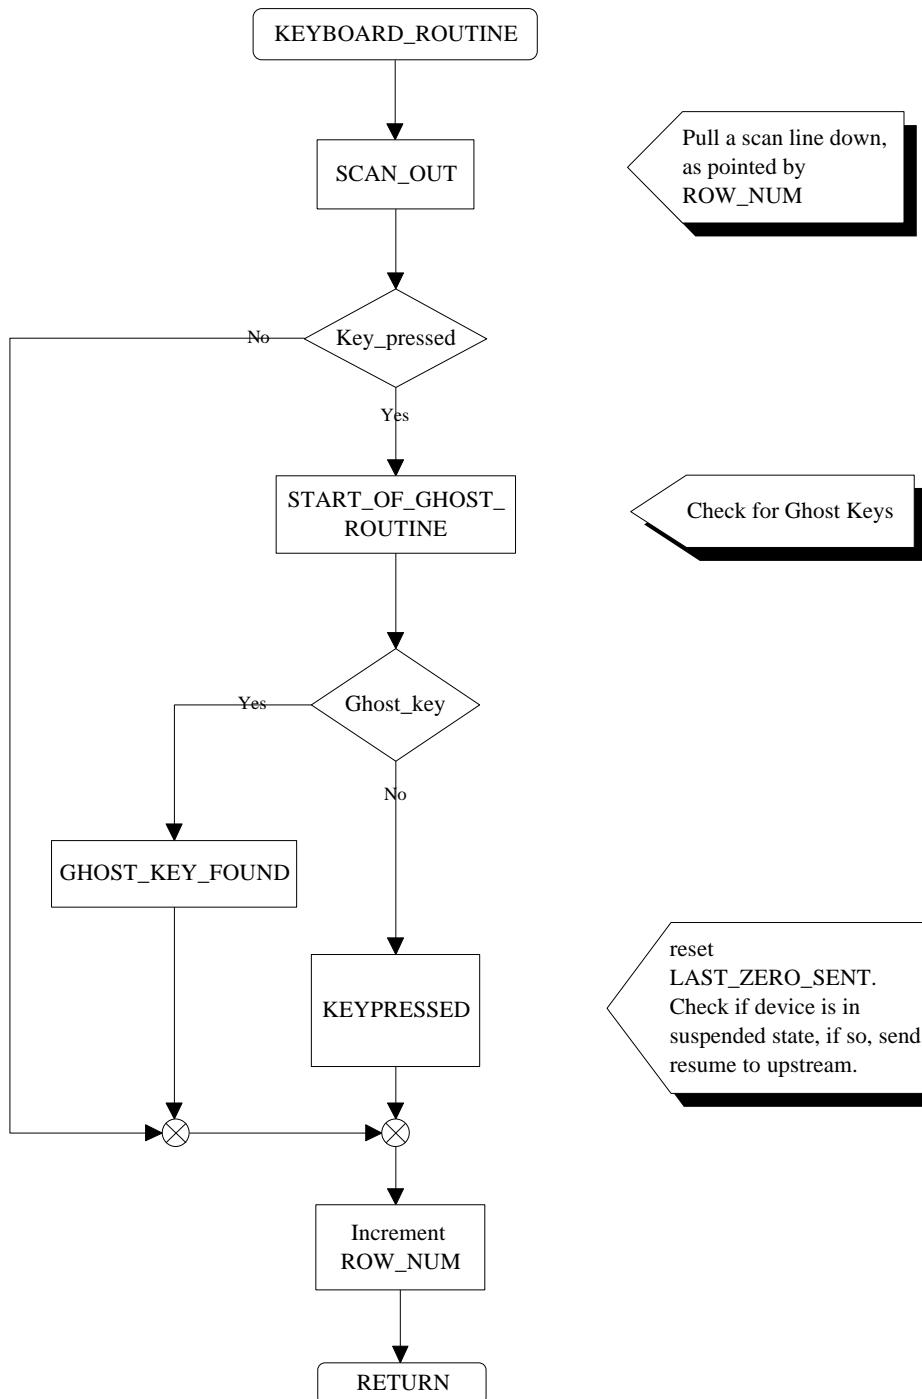 KEYBOARD_ROUTINE
SCAN_OUT
Pull a scan line down,
as pointed by
ROW_NUM
No
Key_pressed
Yes
START_OF_GHOST_
ROUTINE
Check for Ghost Keys
Yes
Ghost_key
No
GHOST_KEY_FOUND
KEYPRESSED
reset
LAST_ZERO_SENT.
Check if device is in
suspended state, if so, send
resume to upstream.
Increment
ROW_NUM
RETURN